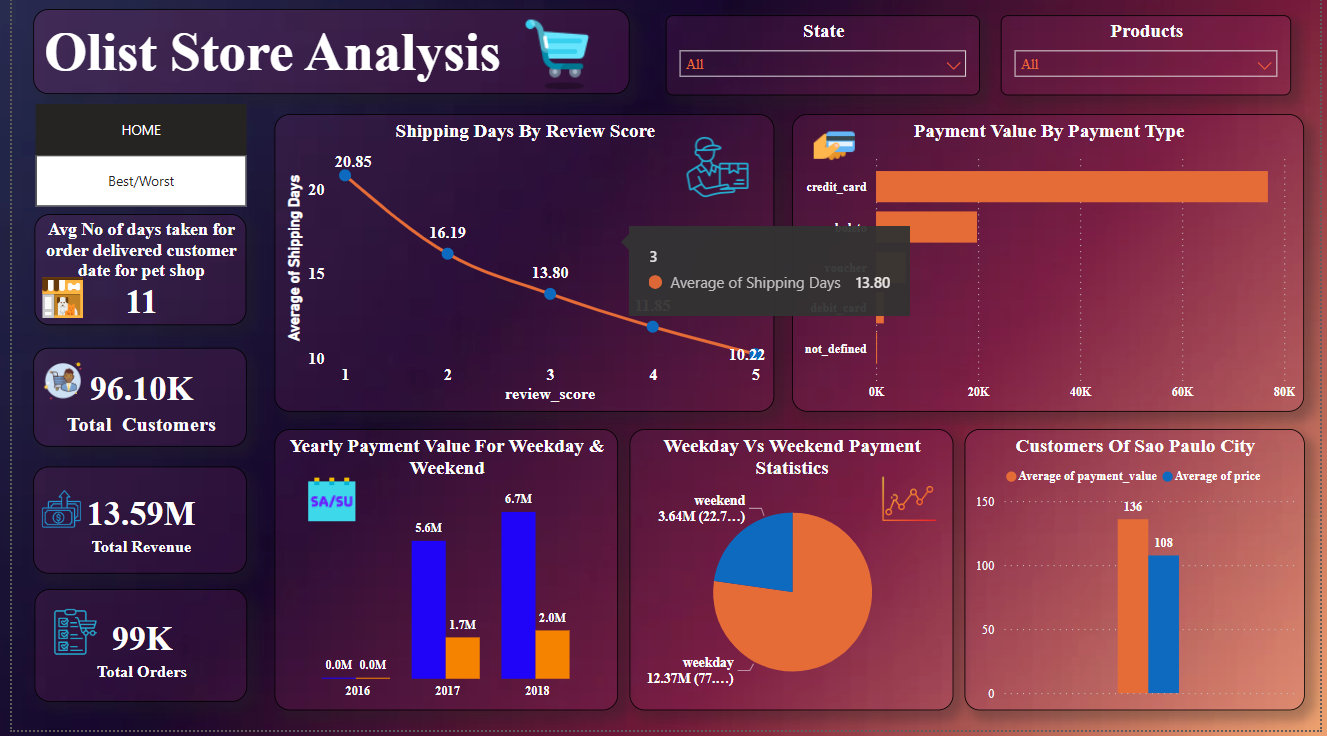 Olist Store Analysis
State
All
Products
All
HOME
Best/Worst
Avg No of days taken for
order delivered customer
date for pet shop
11
96.10K
Total Customers
13.59M
Total Revenue
99K
Total Orders
Shipping Days By Review Score
Average of Shipping Days
20
15
10
20.85
16.19
13.80
11.85
10.22
1
2
3
4
5
review_score
3
Average of Shipping Days 13.80
Payment Value By Payment Type
credit_card
voucher
debit_card
not_defined
0K
20K
40K
60K
80K
Yearly Payment Value For Weekday &
Weekend
SA/SU
0.0M
0.0M
5.6M
1.7M
6.7M
2.0M
2016
2017
2018
Weekday Vs Weekend Payment
Statistics
weekend
3.64M (22.7...)
weekday
12.37M (77....)
Customers Of Sao Paulo City
Average of payment_value
Average of price
150
100
50
0
136
108